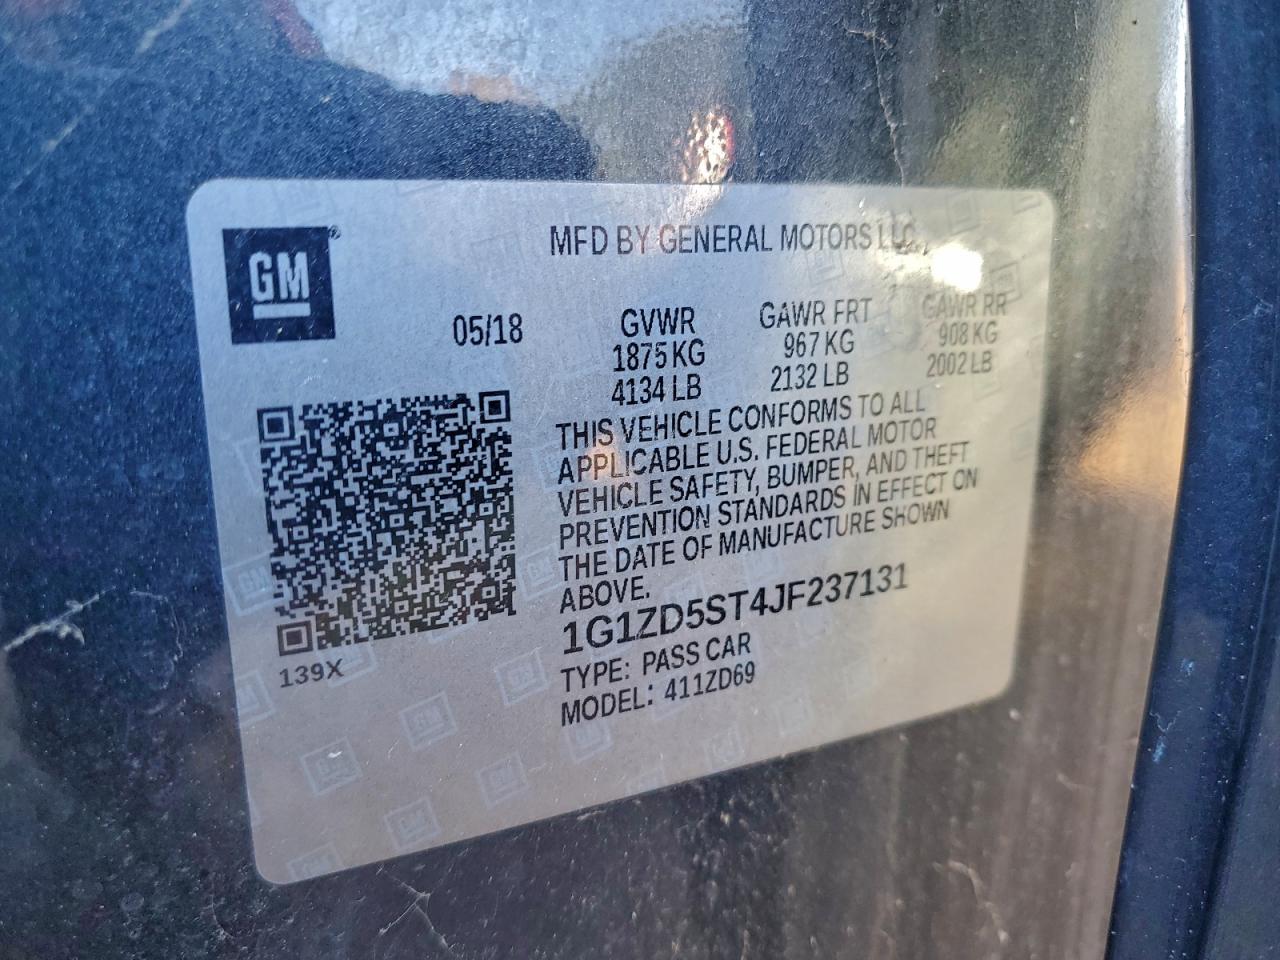 GM®
MFD BY GENERAL MOTORS LLC
05/18 GVWR GAWR FRT GAWR RR
1875 KG 967 KG 908 KG
4134 LB 2132 LB 2002 LB
THIS VEHICLE CONFORMS TO ALL
APPLICABLE U.S. FEDERAL MOTOR
VEHICLE SAFETY, BUMPER, AND THEFT
PREVENTION STANDARDS IN EFFECT ON
THE DATE OF MANUFACTURE SHOWN
ABOVE.
1G1ZD5ST4JF237131
TYPE: PASS CAR
MODEL: 411ZD69
139X